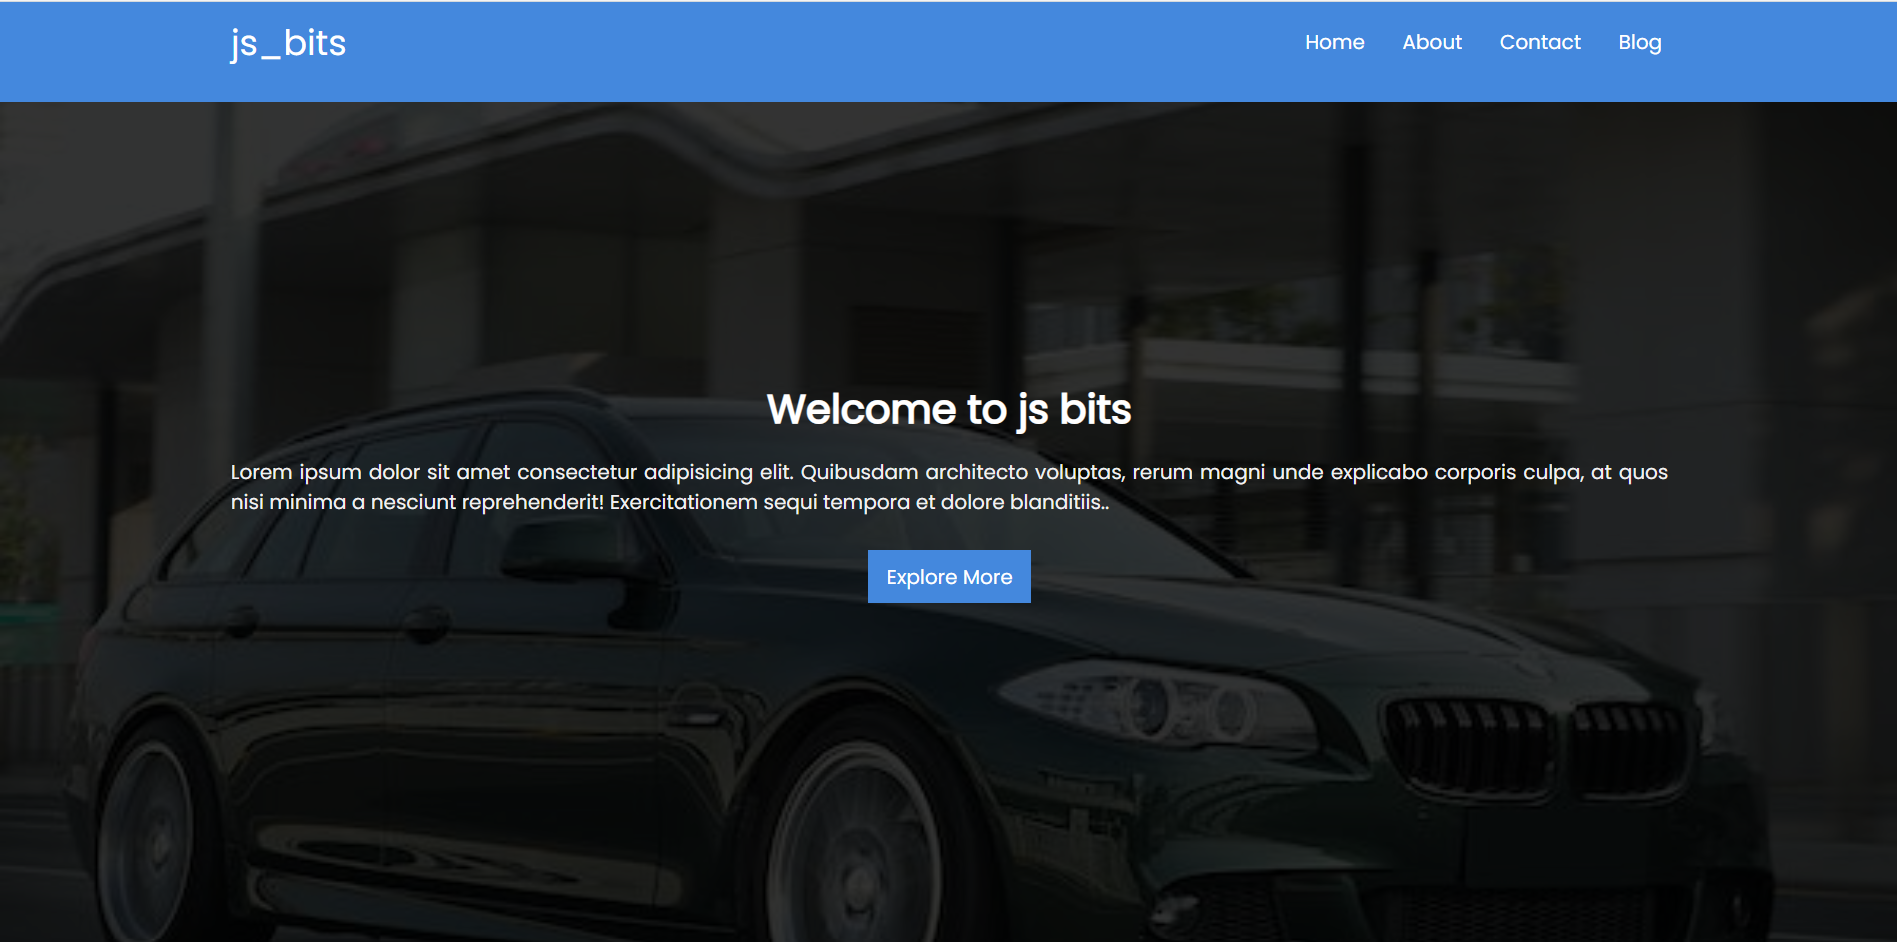 js_bits
Home About Contact Blog
Welcome to js bits
Lorem ipsum dolor sit amet consectetur adipisicing elit. Quibusdam architecto voluptas, rerum magni unde explicabo corporis culpa, at quos
nisi minima a nesciunt reprehenderit! Exercitationem sequi tempora et dolore blanditiis..
Explore More